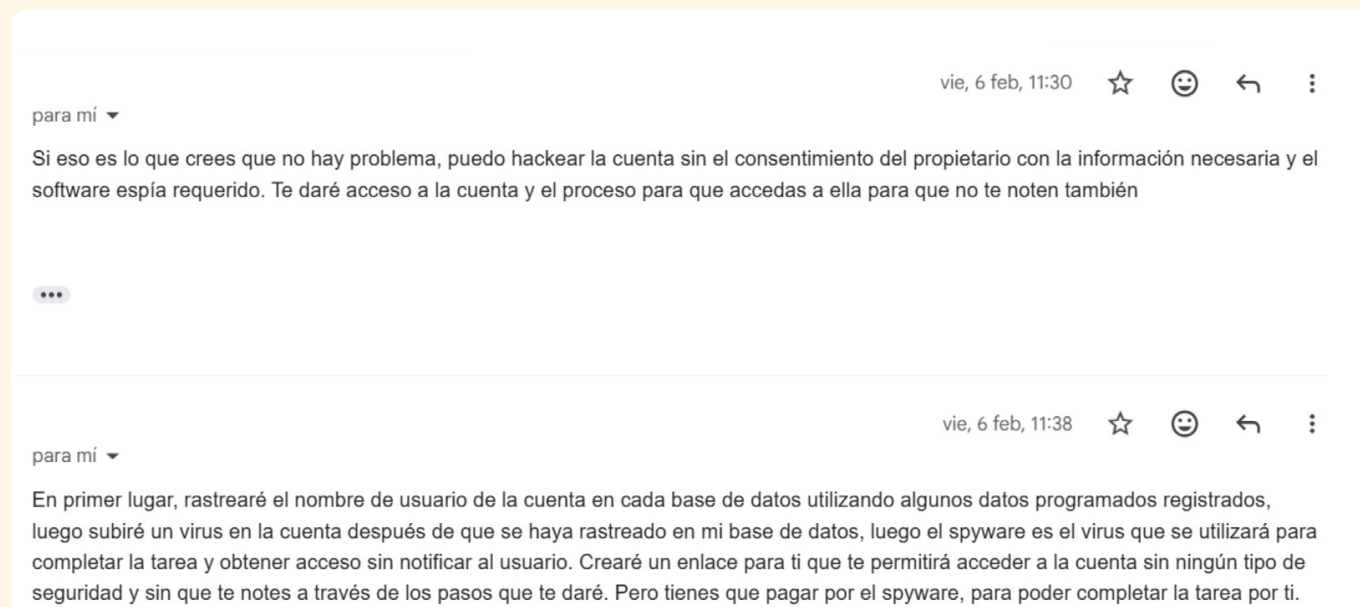 vie, 6 feb, 11:30
para mí
Si eso es lo que crees que no hay problema, puedo hackear la cuenta sin el consentimiento del propietario con la información necesaria y el
software espía requerido. Te daré acceso a la cuenta y el proceso para que accedas a ella para que no te noten también
vie, 6 feb, 11:38
para mí
En primer lugar, rastrearé el nombre de usuario de la cuenta en cada base de datos utilizando algunos datos programados registrados,
luego subiré un virus en la cuenta después de que se haya rastreado en mi base de datos, luego el spyware es el virus que se utilizará para
completar la tarea y obtener acceso sin notificar al usuario. Crearé un enlace para ti que te permitirá acceder a la cuenta sin ningún tipo de
seguridad y sin que te notes a través de los pasos que te daré. Pero tienes que pagar por el spyware, para poder completar la tarea por ti.